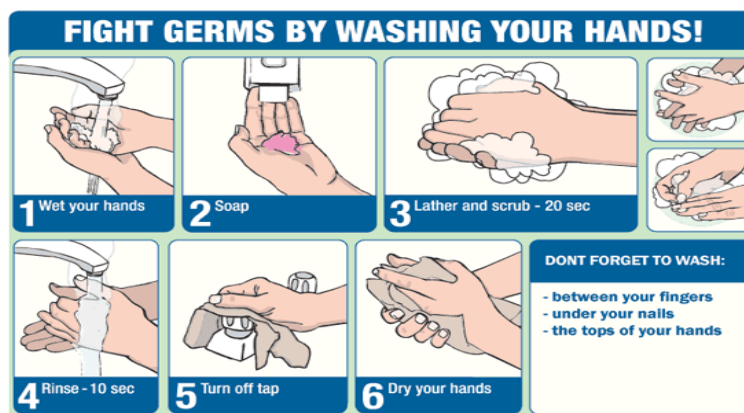 FIGHT GERMS BY WASHING YOUR HANDS!
1 Wet your hands
2 Soap
3 Lather and scrub - 20 sec
4 Rinse - 10 sec
5 Turn off tap
6 Dry your hands
DONT FORGET TO WASH:
- between your fingers
- under your nails
- the tops of your hands